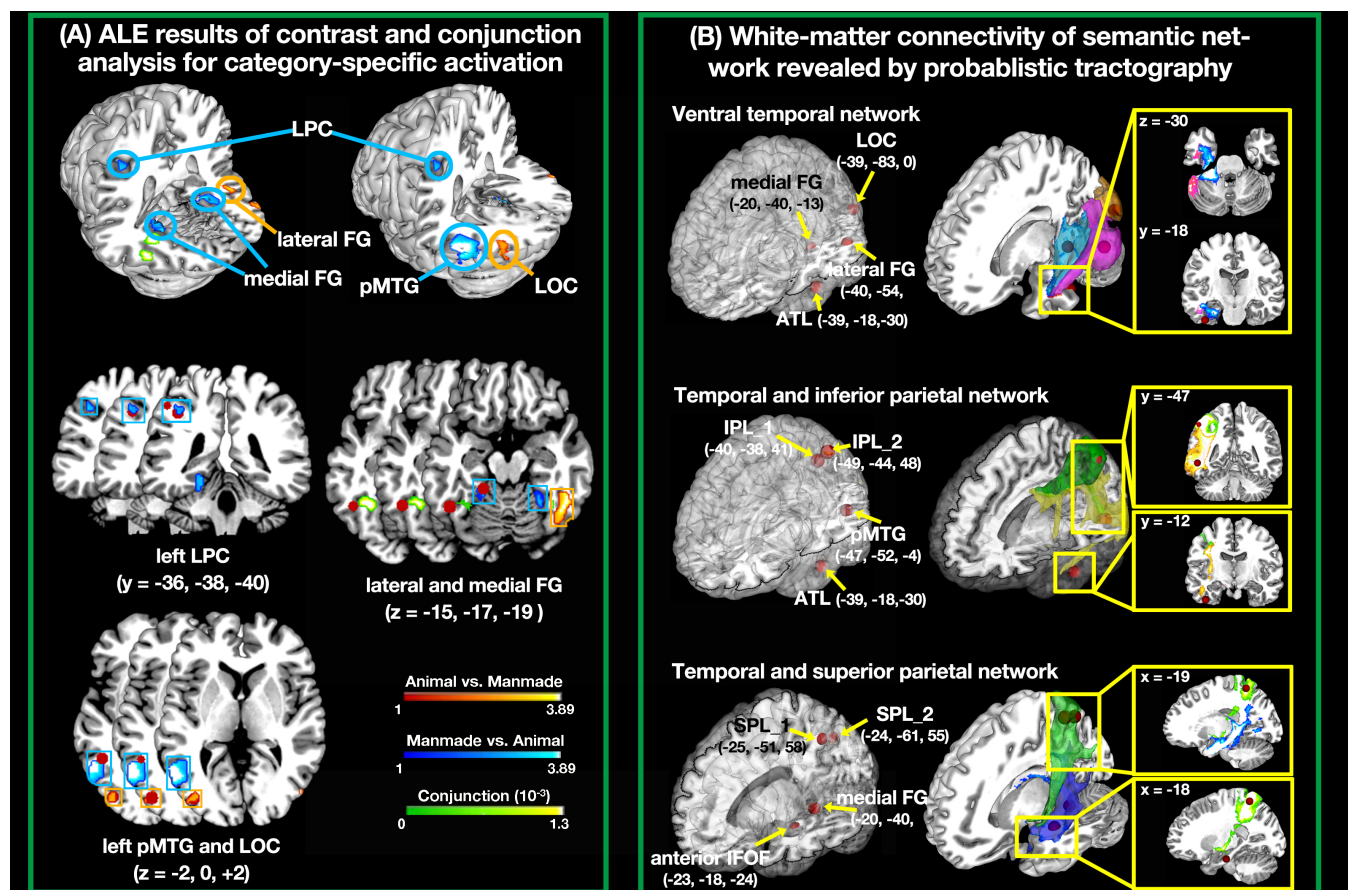 (A) ALE results of contrast and conjunction
analysis for category-specific activation
LPC
lateral FG
medial FG
pMTG
LOC
left LPC
(y = -36, -38, -40)
lateral and medial FG
(z = -15, -17, -19 )
left pMTG and LOC
(z = -2, 0, +2)
Animal vs. Manmade
1 3.89
Manmade vs. Animal
1 3.89
Conjunction (10-3)
0 1.3
(B) White-matter connectivity of semantic net-
work revealed by probablistic tractography
Ventral temporal network
LOC
(-39, -83, 0)
medial FG
(-20, -40, -13)
lateral FG
(-40, -54,
ATL (-39, -18,-30)
z = -30
y = -18
Temporal and inferior parietal network
IPL_1
(-40, -38, 41)
IPL_2
(-49, -44, 48)
pMTG
(-47, -52, -4)
ATL (-39, -18,-30)
y = -47
y = -12
Temporal and superior parietal network
SPL_1
(-25, -51, 58)
SPL_2
(-24, -61, 55)
medial FG
(-20, -40,
anterior IFOF
(-23, -18, -24)
x = -19
x = -18